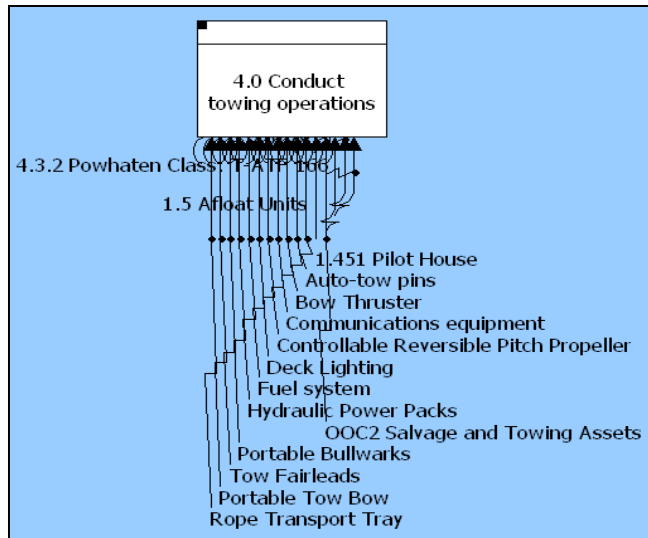 4.0 Conduct
towing operations
4.3.2 Powhaten Class: T-ATF 166
1.5 Afloat Units
1.451 Pilot House
Auto-tow pins
Bow Thruster
Communications equipment
Controllable Reversible Pitch Propeller
Deck Lighting
Fuel system
Hydraulic Power Packs
OOC2 Salvage and Towing Assets
Portable Bullwarks
Tow Fairleads
Portable Tow Bow
Rope Transport Tray